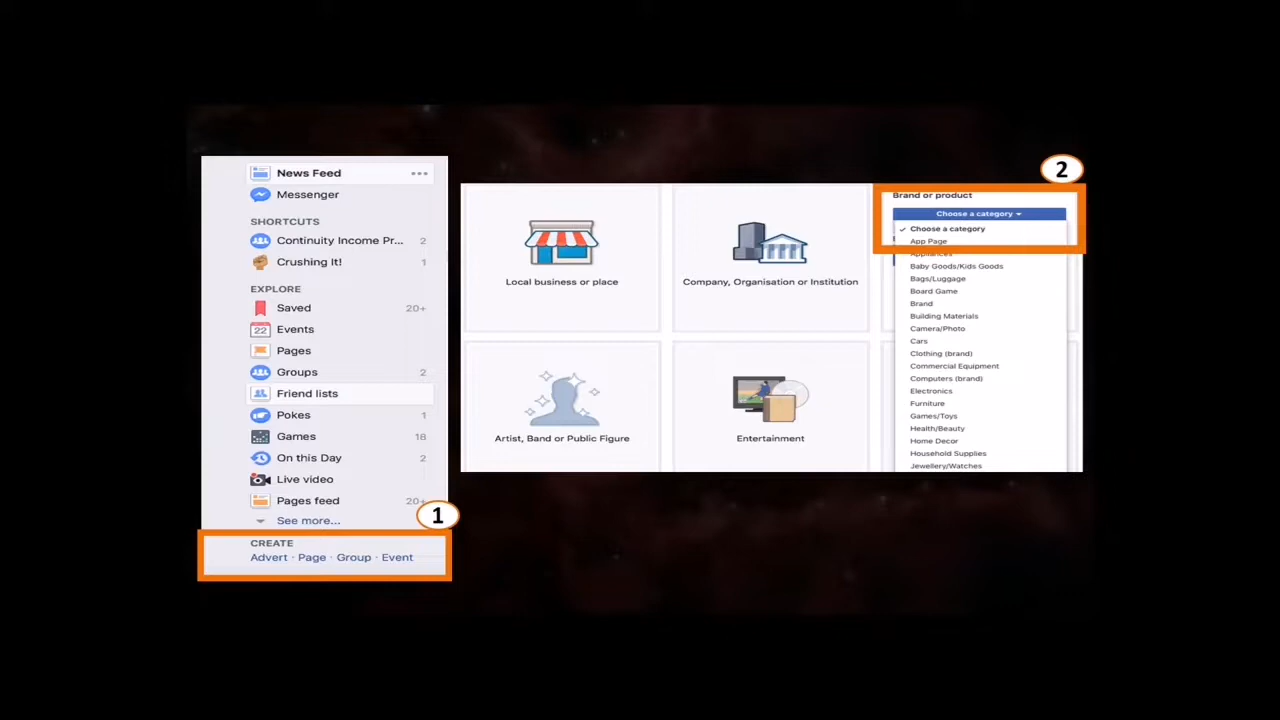 News Feed
Messenger
SHORTCUTS
Continuity Income Pr... 2
Crushing It! 1
EXPLORE
Saved 20+
22 Events
Pages
Groups 2
Friend lists
Pokes 1
Games 18
On this Day 2
Live video
Pages feed 20+
See more...
1
CREATE
Advert · Page · Group · Event
Local business or place
Company, Organisation or Institution
Artist, Band or Public Figure
Entertainment
2
Brand or product
Choose a category
Choose a category
App Page
Appliances
Baby Goods/Kids Goods
Bags/Luggage
Board Game
Brand
Building Materials
Camera/Photo
Cars
Clothing (brand)
Commercial Equipment
Computers (brand)
Electronics
Furniture
Games/Toys
Health/Beauty
Home Decor
Household Supplies
Jewellery/Watches